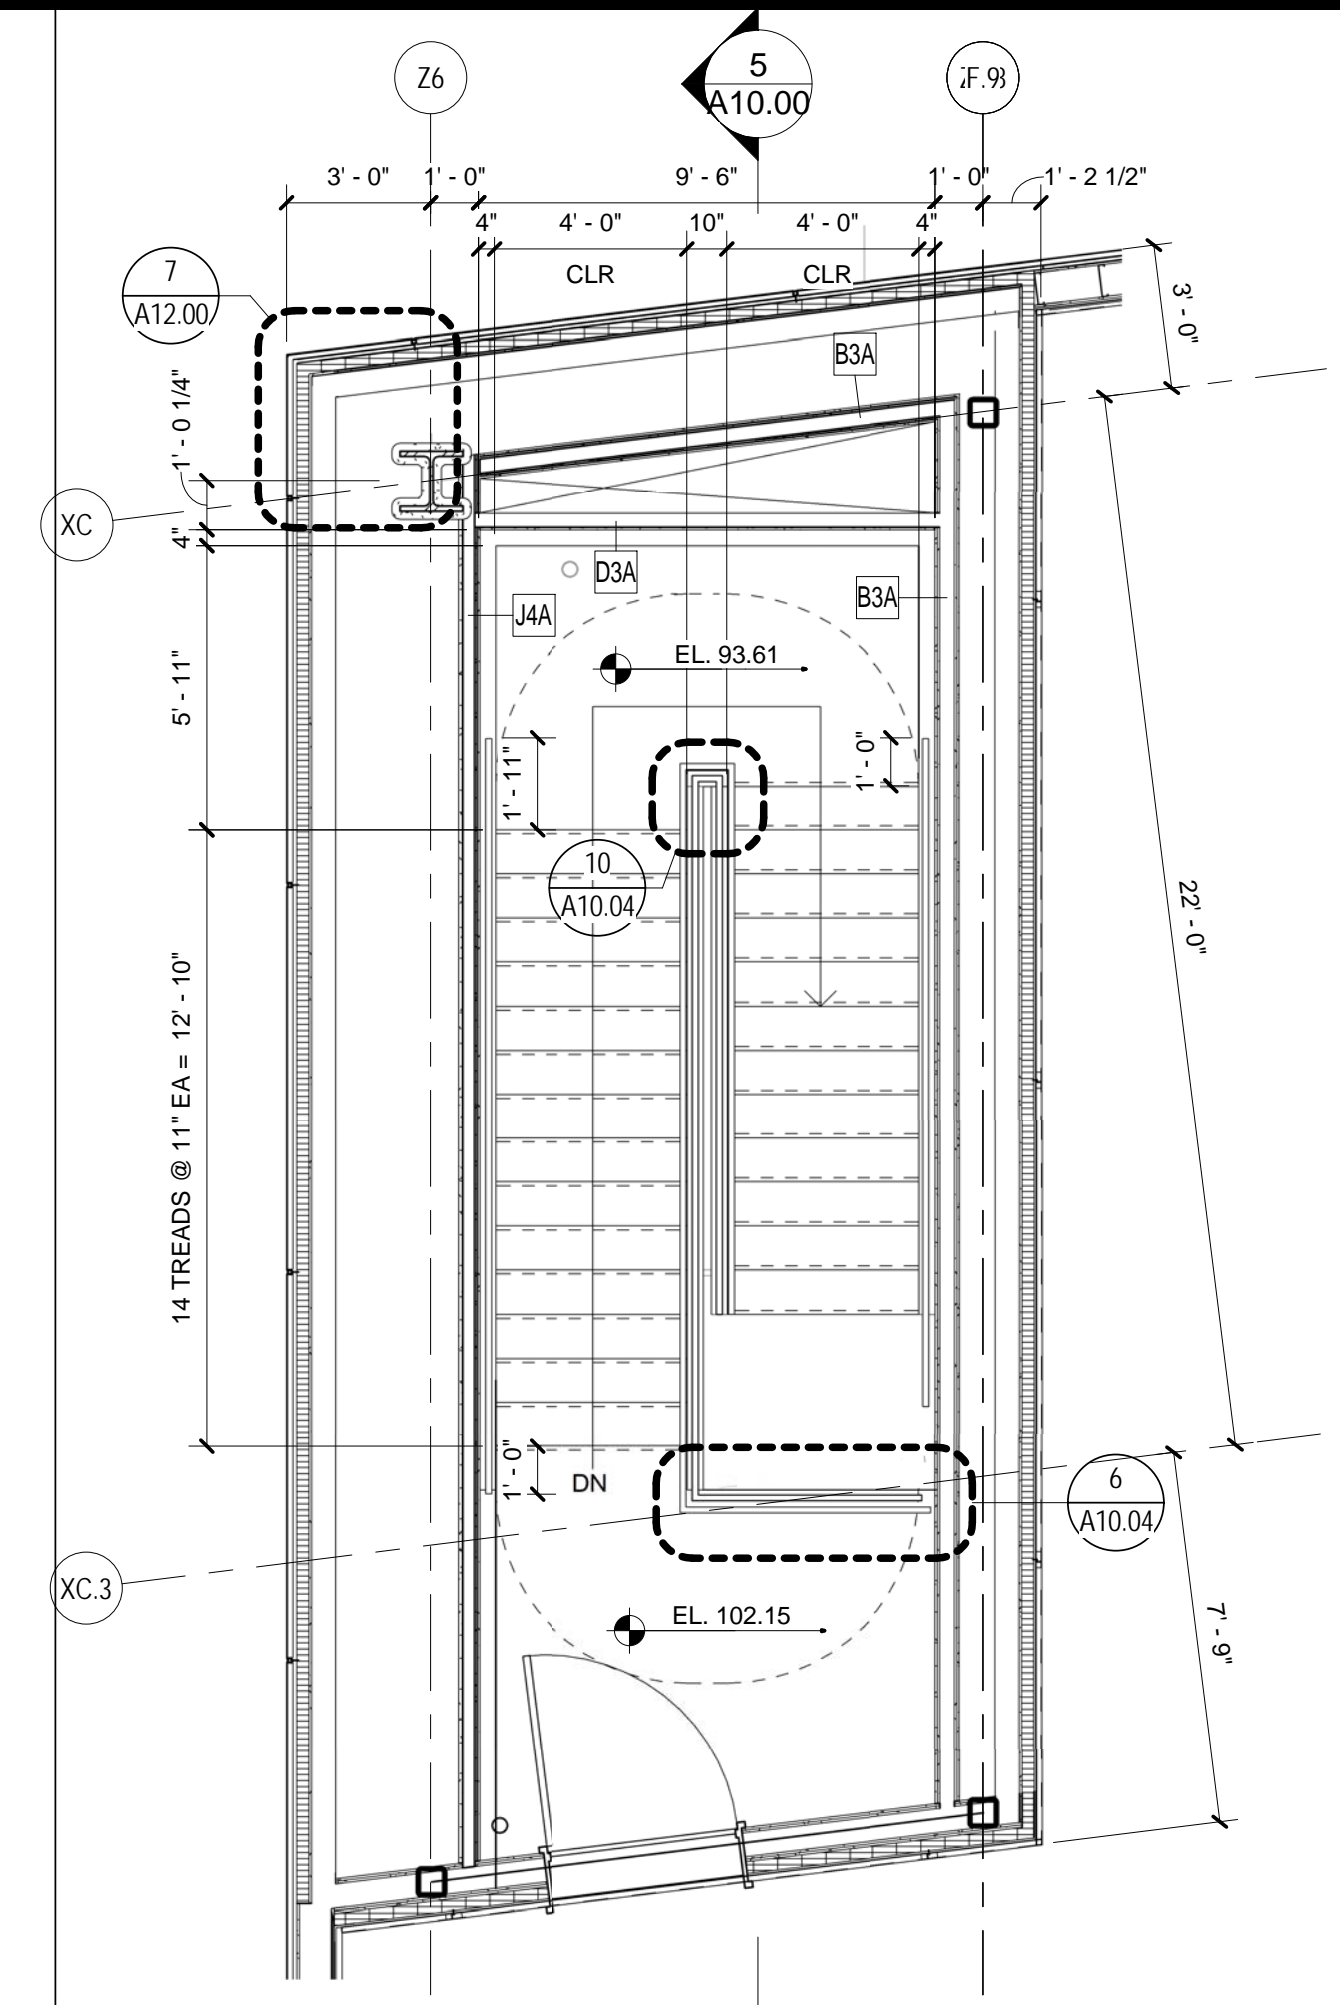 Z6
5
A10.00
3' - 0"
1' - 0"
9' - 6"
1' - 0"
1' - 2 1/2"
4"
4' - 0"
10"
4' - 0"
4"
CLR
CLR
7
A12.00
3' - 0"
B3A
1' - 0 1/4"
XC
4"
D3A
J4A
B3A
EL. 93.61
5' - 11"
1' - 11"
1' - 0"
10
A10.04
22' - 0"
14 TREADS @ 11" EA = 12' - 10"
1' - 0"
DN
6
A10.04
XC.3
EL. 102.15
7' - 9"